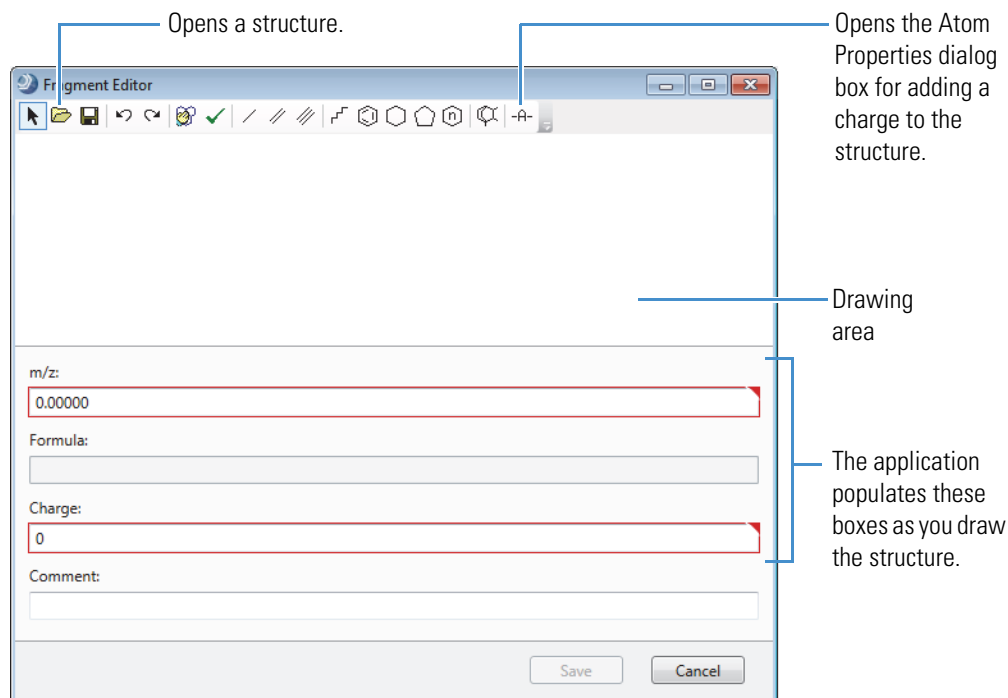 Opens a structure.
Opens the Atom
Properties dialog
box for adding a
charge to the
structure.
Fragment Editor
n
-A-
Drawing
area
m/z:
0.00000
Formula:
Charge:
0
The application
populates these
boxes as you draw
the structure.
Comment:
Save
Cancel